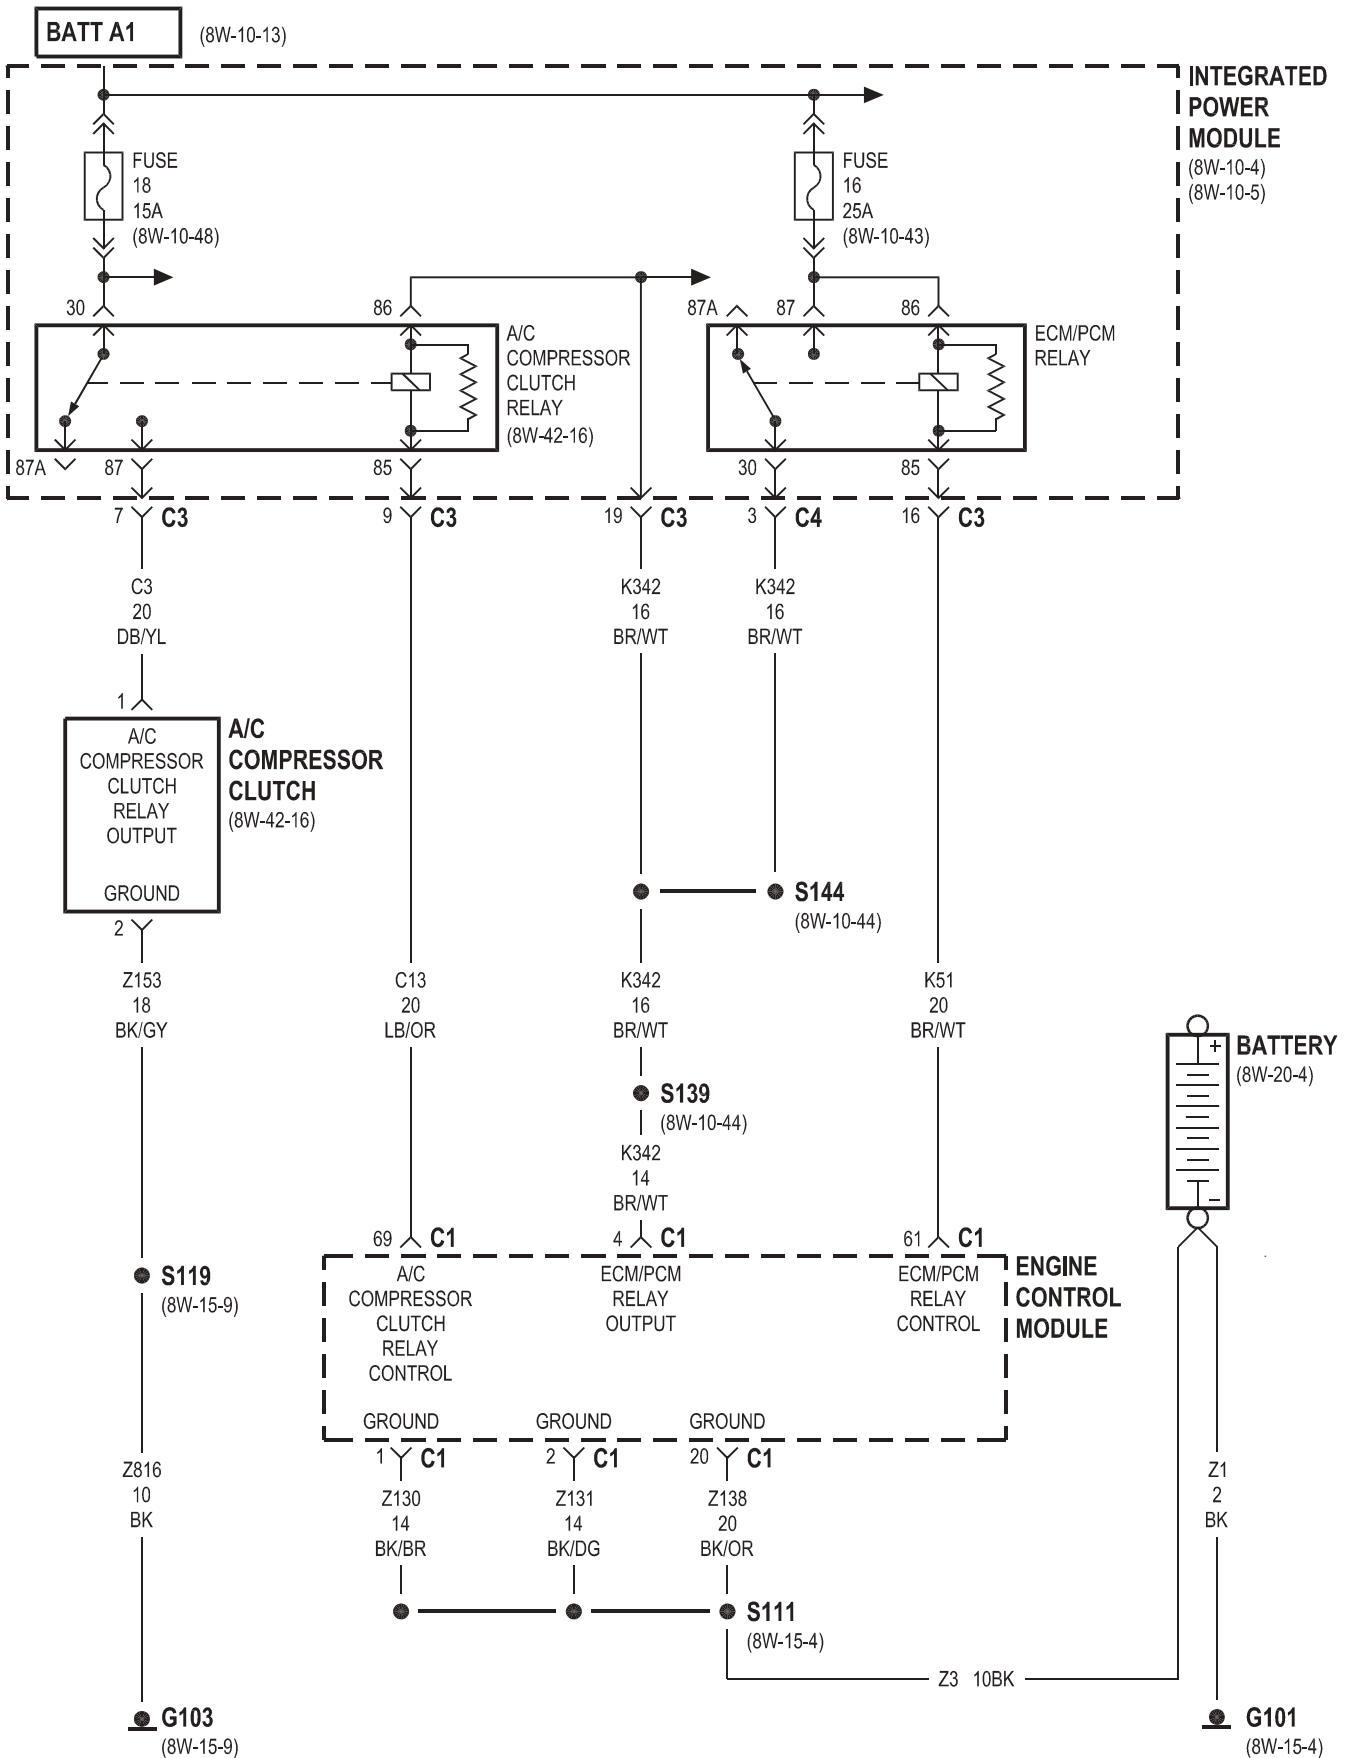 BATT A1
(8W-10-13)
INTEGRATED
POWER
MODULE
(8W-10-4)
(8W-10-5)
FUSE
18
15A
(8W-10-48)
FUSE
16
25A
(8W-10-43)
30
86
87A
87
86
A/C
COMPRESSOR
CLUTCH
RELAY
(8W-42-16)
ECM/PCM
RELAY
87A
87
85
30
85
7 C3
9 C3
19 C3
3 C4
16 C3
C3
20
DB/YL
K342
16
BR/WT
K342
16
BR/WT
1
A/C
COMPRESSOR
CLUTCH
RELAY
OUTPUT
GROUND
A/C
COMPRESSOR
CLUTCH
(8W-42-16)
2
S144
(8W-10-44)
Z153
18
BK/GY
C13
20
LB/OR
K342
16
BR/WT
K51
20
BR/WT
S139
(8W-10-44)
K342
14
BR/WT
+
−
BATTERY
(8W-20-4)
69 C1
4 C1
61 C1
A/C
COMPRESSOR
CLUTCH
RELAY
CONTROL
ECM/PCM
RELAY
OUTPUT
ECM/PCM
RELAY
CONTROL
ENGINE
CONTROL
MODULE
S119
(8W-15-9)
GROUND
GROUND
GROUND
1 C1
2 C1
20 C1
Z816
10
BK
Z130
14
BK/BR
Z131
14
BK/DG
Z138
20
BK/OR
Z1
2
BK
S111
(8W-15-4)
Z3 10BK
G103
(8W-15-9)
G101
(8W-15-4)